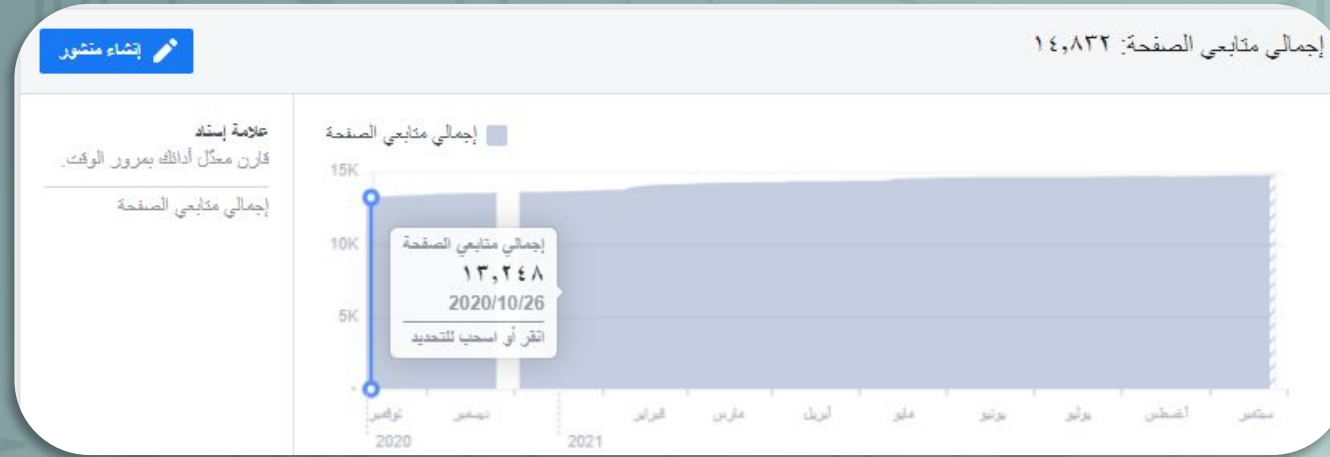 إجمالي متابعي الصفحة: ١٤,٨٣٢
إنشاء منشور
علامة إسناد
قارن معدّل أدائك بمرور الوقت.
إجمالي متابعي الصفحة
إجمالي متابعي الصفحة
15K
10K
5K
-
إجمالي متابعي الصفحة
١٣,٢٤٨
2020/10/26
انقر أو اسحب للتحديد
نوفمبر
ديسمبر
فبراير
مارس
أبريل
مايو
يونيو
يوليو
أغسطس
سبتمبر
2020
2021